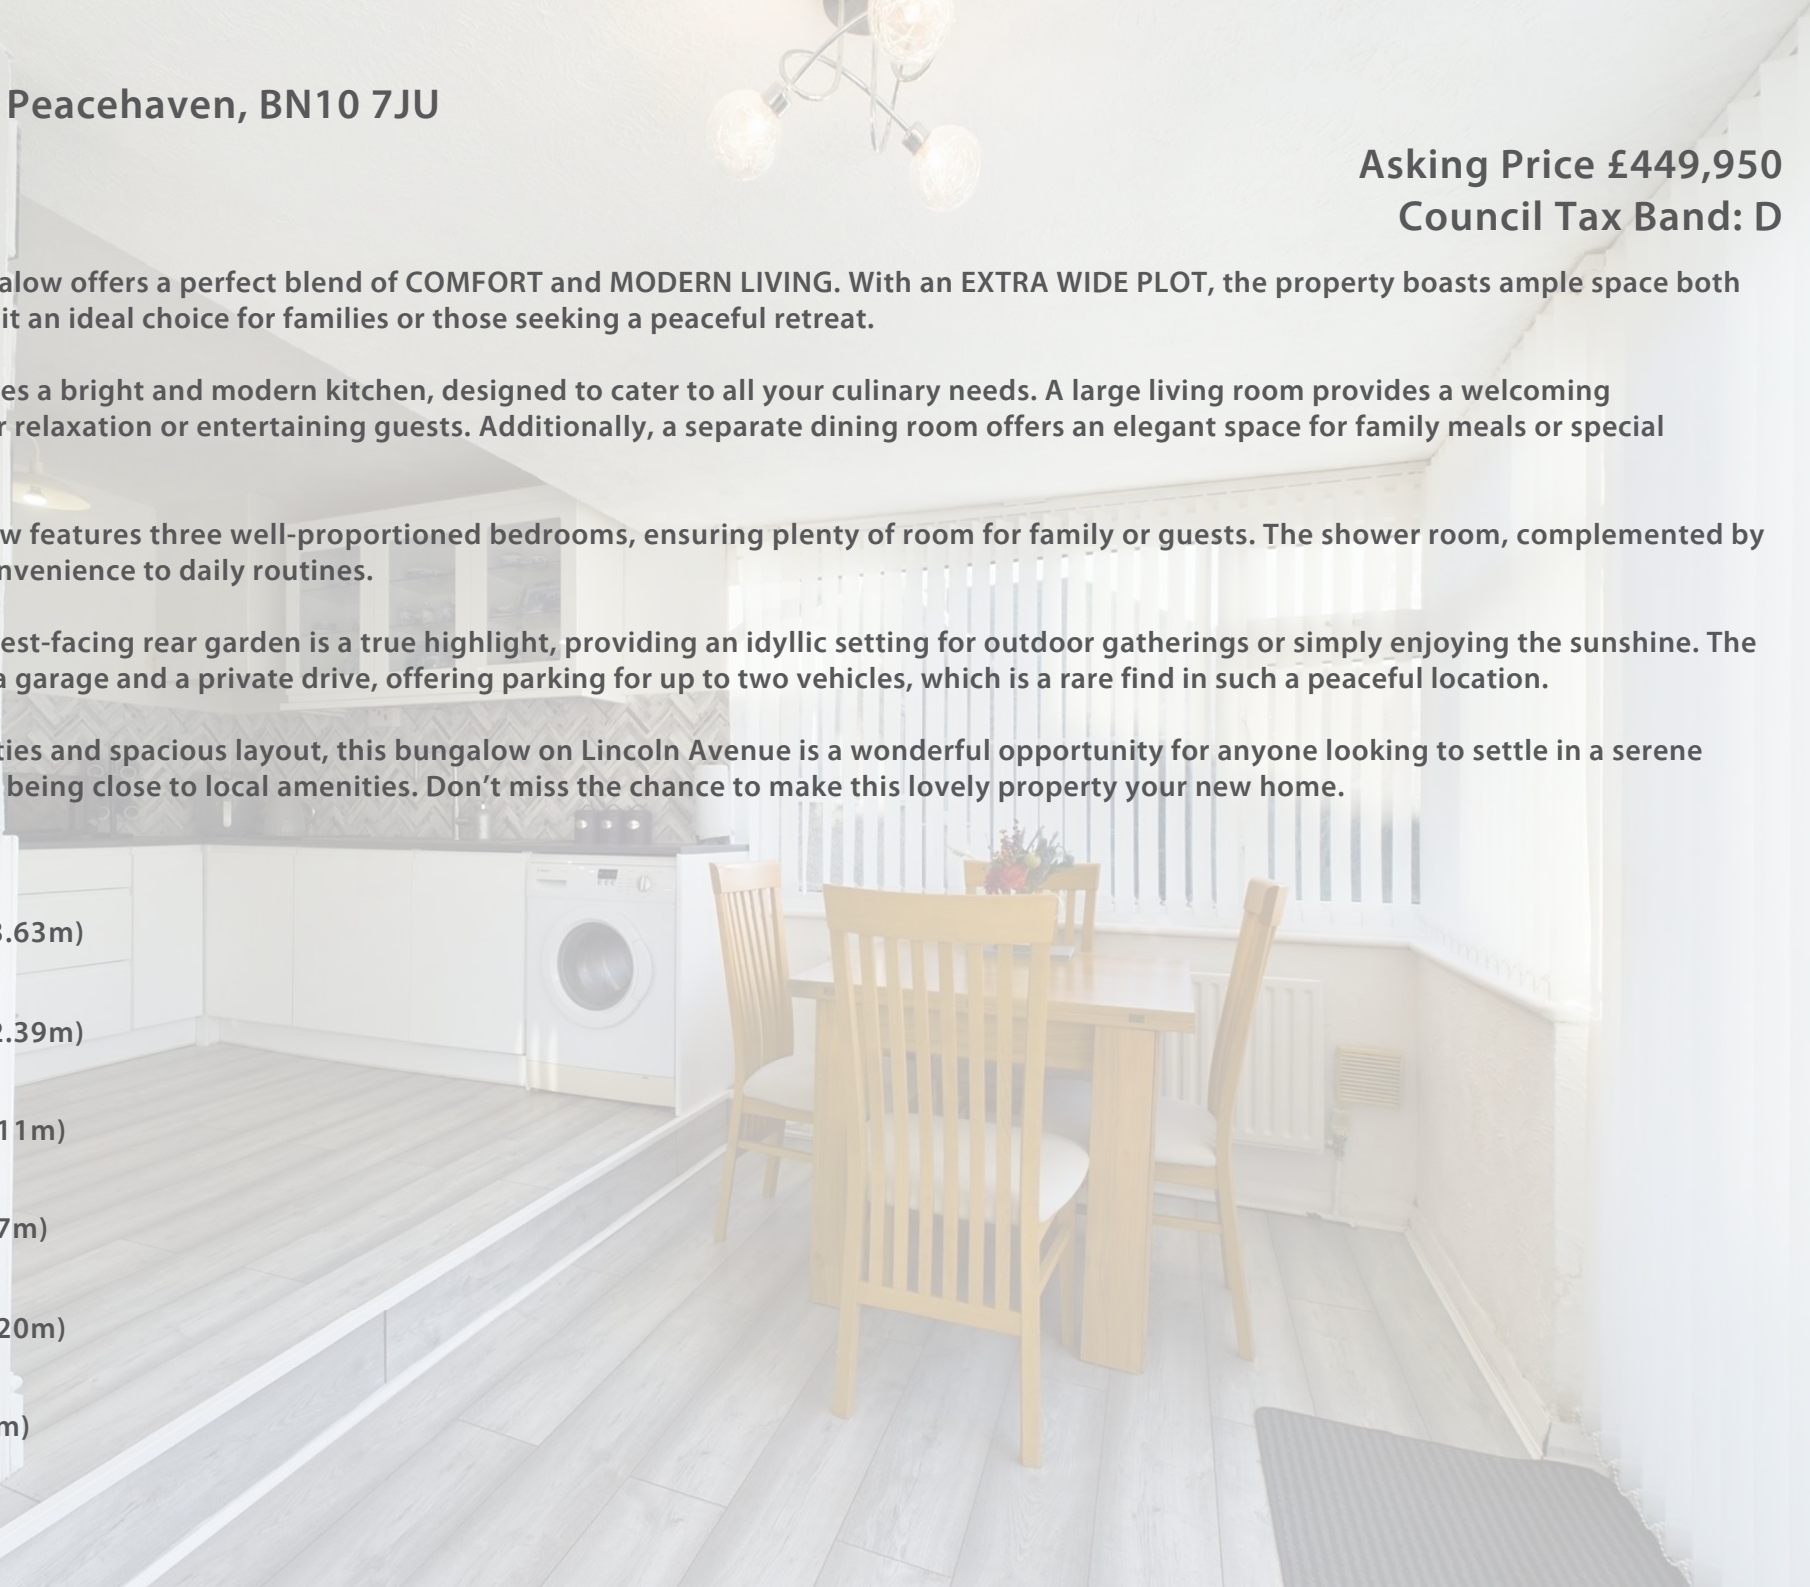 Peacehaven, BN10 7JU
Asking Price £449,950
Council Tax Band: D
alow offers a perfect blend of COMFORT and MODERN LIVING. With an EXTRA WIDE PLOT, the property boasts ample space both
it an ideal choice for families or those seeking a peaceful retreat.
es a bright and modern kitchen, designed to cater to all your culinary needs. A large living room provides a welcoming
r relaxation or entertaining guests. Additionally, a separate dining room offers an elegant space for family meals or special
w features three well-proportioned bedrooms, ensuring plenty of room for family or guests. The shower room, complemented by
nvenience to daily routines.
est-facing rear garden is a true highlight, providing an idyllic setting for outdoor gatherings or simply enjoying the sunshine. The
a garage and a private drive, offering parking for up to two vehicles, which is a rare find in such a peaceful location.
ties and spacious layout, this bungalow on Lincoln Avenue is a wonderful opportunity for anyone looking to settle in a serene
being close to local amenities. Don’t miss the chance to make this lovely property your new home.
3.63m)
2.39m)
11m)
7m)
20m)
m)